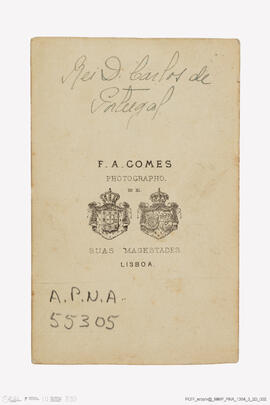 Rei D. Carlos de
Portugal
F. A. GOMES
PHOTOGRAPHO.
DE
SUAS MAGESTADES
LISBOA.
A.P.N.A.
55305